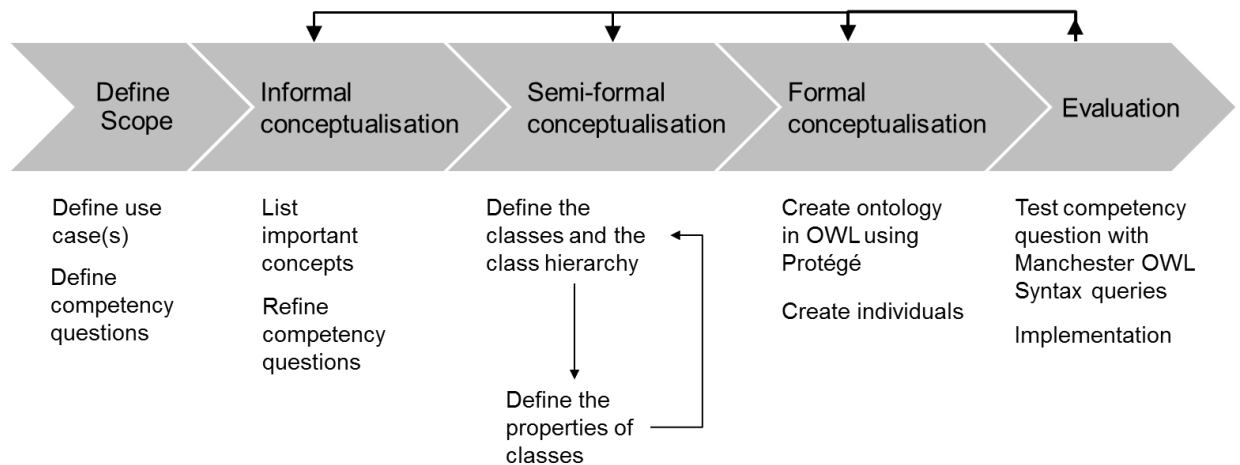 Define
Scope
Informal
conceptualisation
Semi-formal
conceptualisation
Formal
conceptualisation
Evaluation
Define use
case(s)
Define
competency
questions
List
important
concepts
Refine
competency
questions
Define the
classes and the
class hierarchy
Define the
properties of
classes
Create ontology
in OWL using
Protégé
Create individuals
Test competency
question with
Manchester OWL
Syntax queries
Implementation